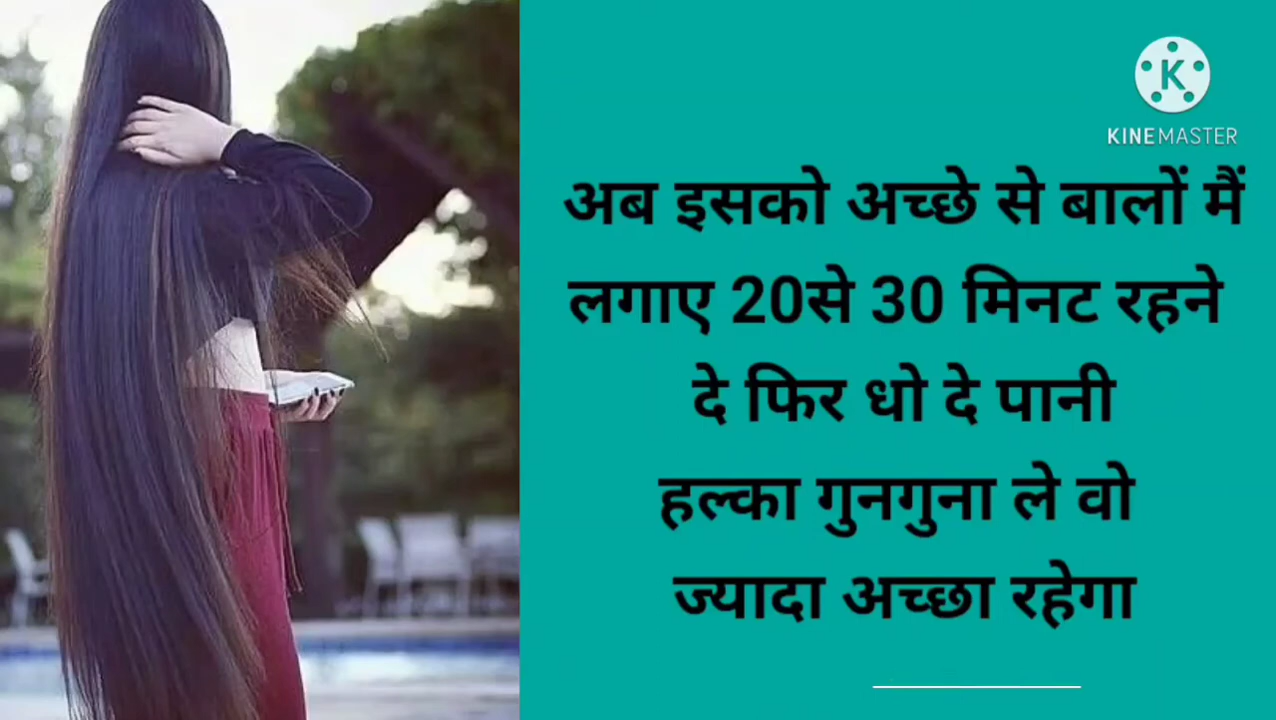 KINEMASTER
अब इसको अच्छे से बालों मैं
लगाए 20से 30 मिनट रहने
दे फिर धो दे पानी
हल्का गुनगुना ले वो
ज्यादा अच्छा रहेगा